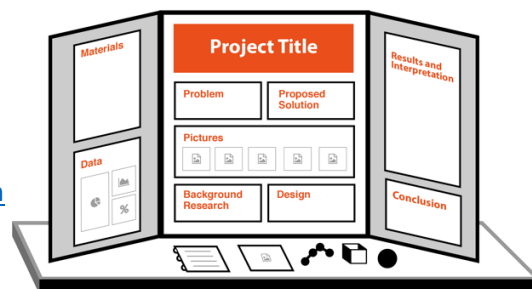 Materials
Data
%
Project Title
Problem
Proposed
Solution
Pictures
Background
Research
Design
Results and
Interpretation
Conclusion